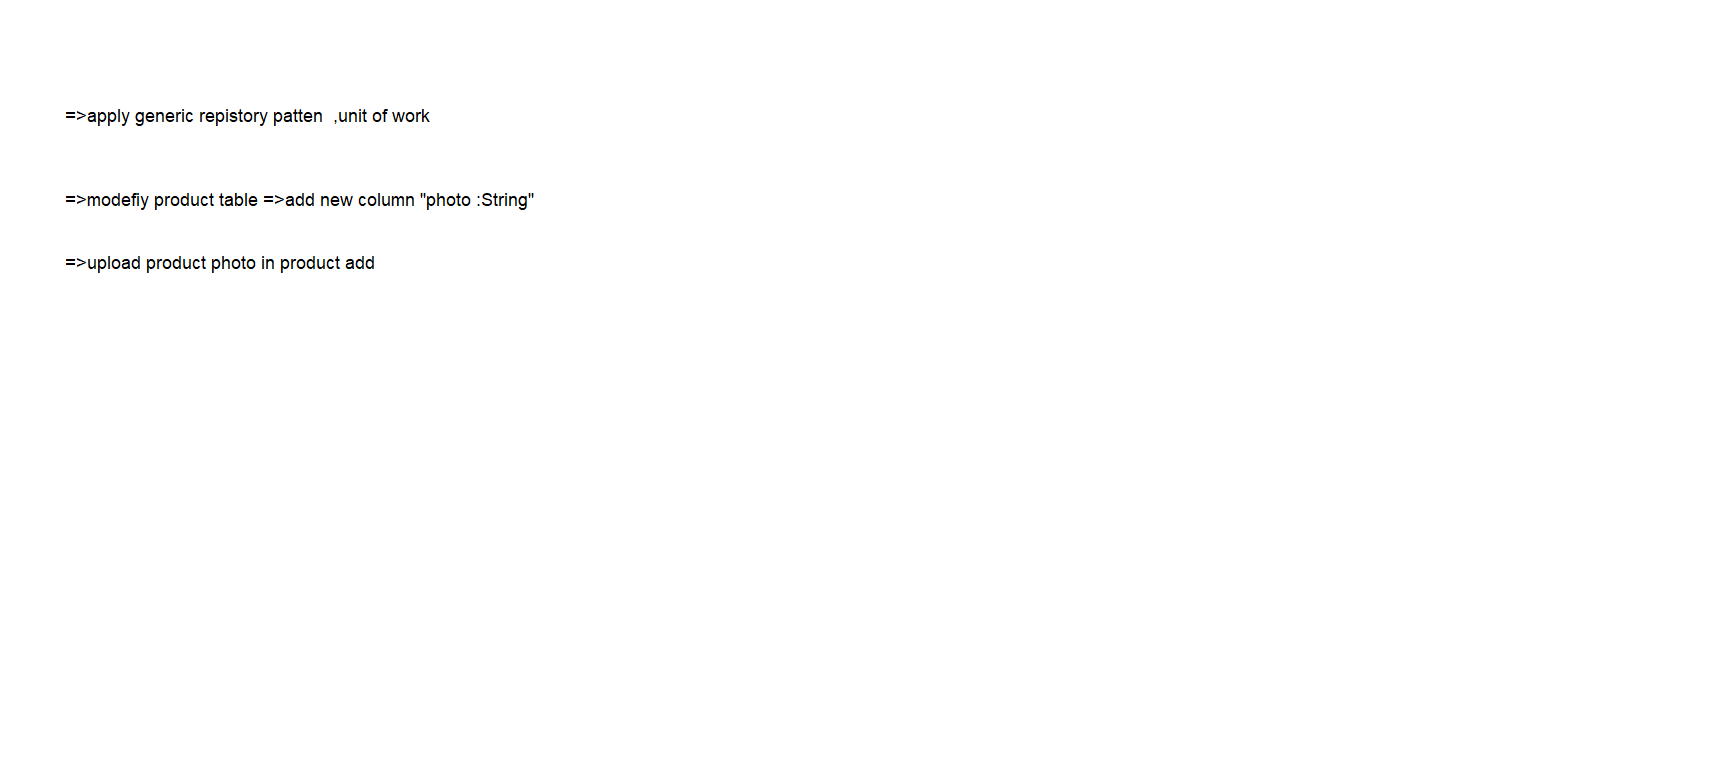 =>apply generic repistory patten  ,unit of work
=>modefiy product table =>add new column "photo :String"
=>upload product photo in product add